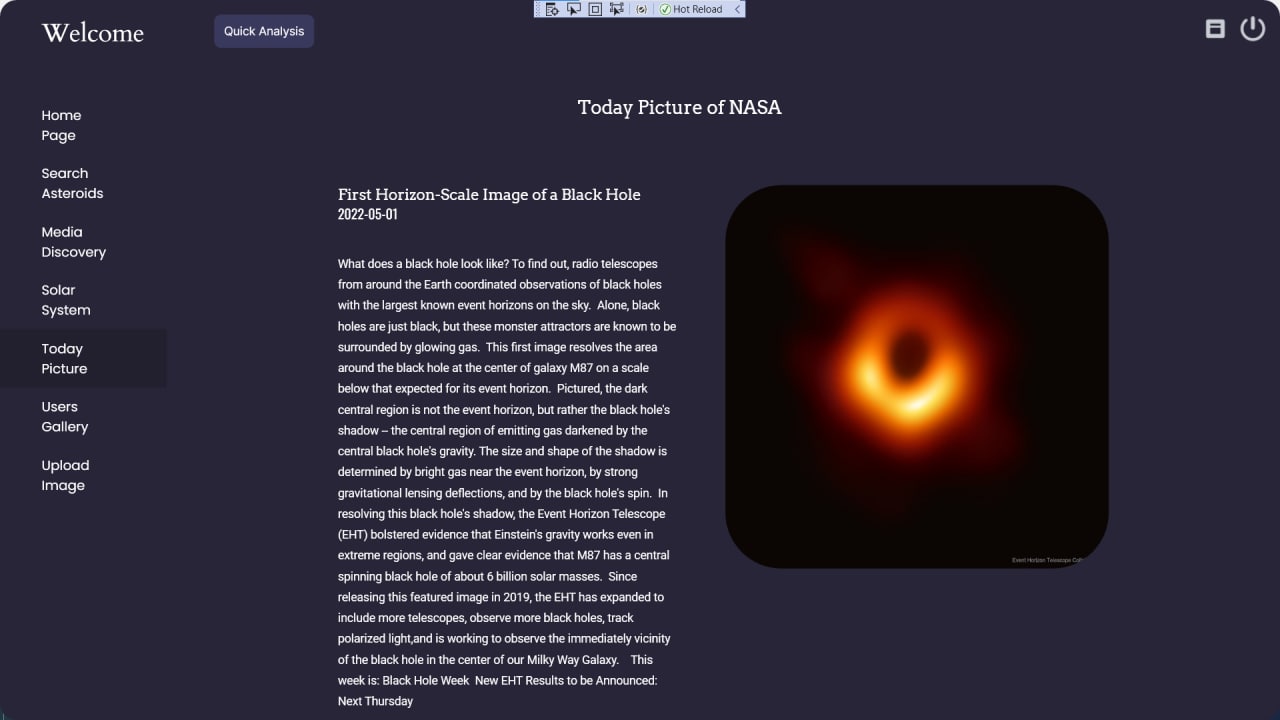 Welcome
Quick Analysis
Hot Reload
Today Picture of NASA
Home
Page
Search
Asteroids
Media
Discovery
Solar
System
Today
Picture
Users
Gallery
Upload
Image
First Horizon-Scale Image of a Black Hole
2022-05-01
What does a black hole look like? To find out, radio telescopes
from around the Earth coordinated observations of black holes
with the largest known event horizons on the sky.  Alone, black
holes are just black, but these monster attractors are known to be
surrounded by glowing gas.  This first image resolves the area
around the black hole at the center of galaxy M87 on a scale
below that expected for its event horizon.  Pictured, the dark
central region is not the event horizon, but rather the black hole's
shadow -- the central region of emitting gas darkened by the
central black hole's gravity. The size and shape of the shadow is
determined by bright gas near the event horizon, by strong
gravitational lensing deflections, and by the black hole's spin.  In
resolving this black hole's shadow, the Event Horizon Telescope
(EHT) bolstered evidence that Einstein's gravity works even in
extreme regions, and gave clear evidence that M87 has a central
spinning black hole of about 6 billion solar masses.  Since
releasing this featured image in 2019, the EHT has expanded to
include more telescopes, observe more black holes, track
polarized light,and is working to observe the immediately vicinity
of the black hole in the center of our Milky Way Galaxy.    This
week is: Black Hole Week  New EHT Results to be Announced:
Next Thursday
Event Horizon Telescope